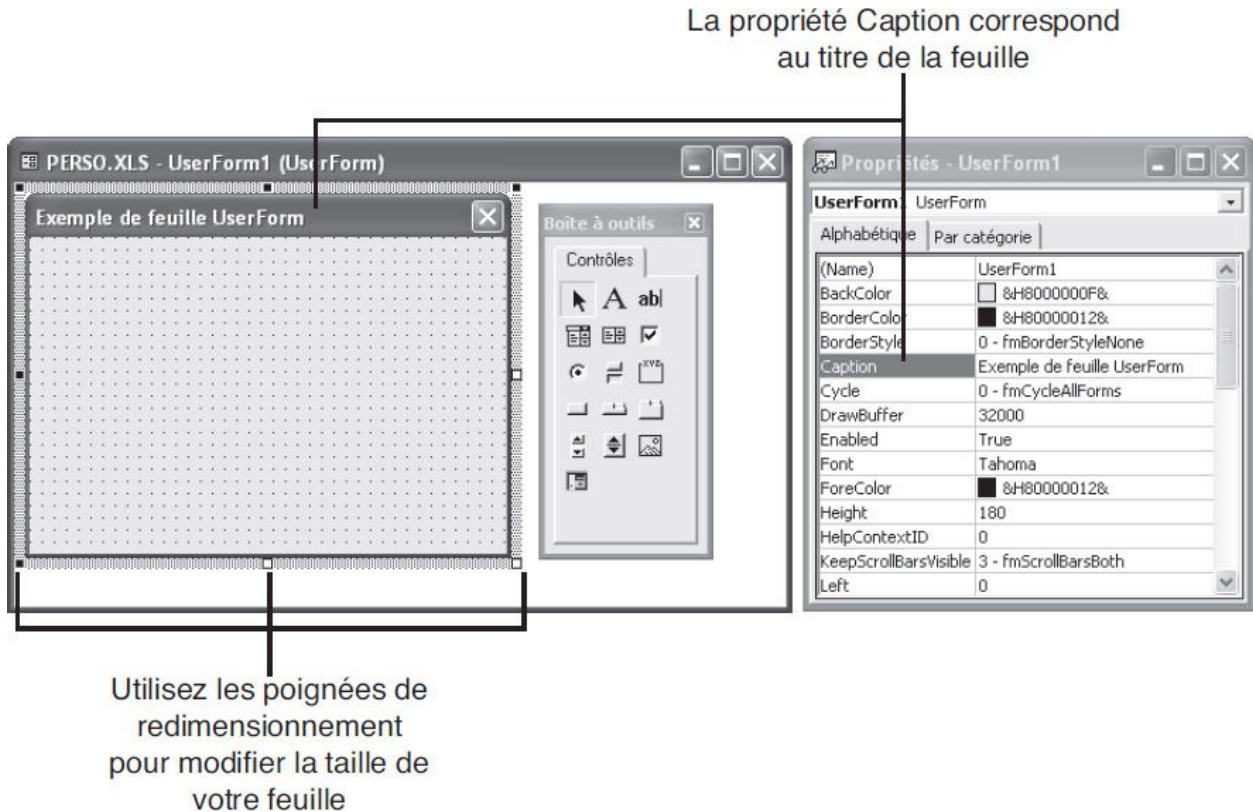 La propriété Caption correspond
au titre de la feuille
PERSO.XLS - UserForm1 (UserForm)
Exemple de feuille UserForm
Boîte à outils
Contrôles
A ab|
XYZ
Propriétés - UserForm1
UserForm1 UserForm
Alphabétique Par catégorie
(Name) UserForm1
BackColor &H8000000F&
BorderColor &H80000012&
BorderStyle 0 - fmBorderStyleNone
Caption Exemple de feuille UserForm
Cycle 0 - fmCycleAllForms
DrawBuffer 32000
Enabled True
Font Tahoma
ForeColor &H80000012&
Height 180
HelpContextID 0
KeepScrollBarsVisible 3 - fmScrollBarsBoth
Left 0
Utilisez les poignées de
redimensionnement
pour modifier la taille de
votre feuille